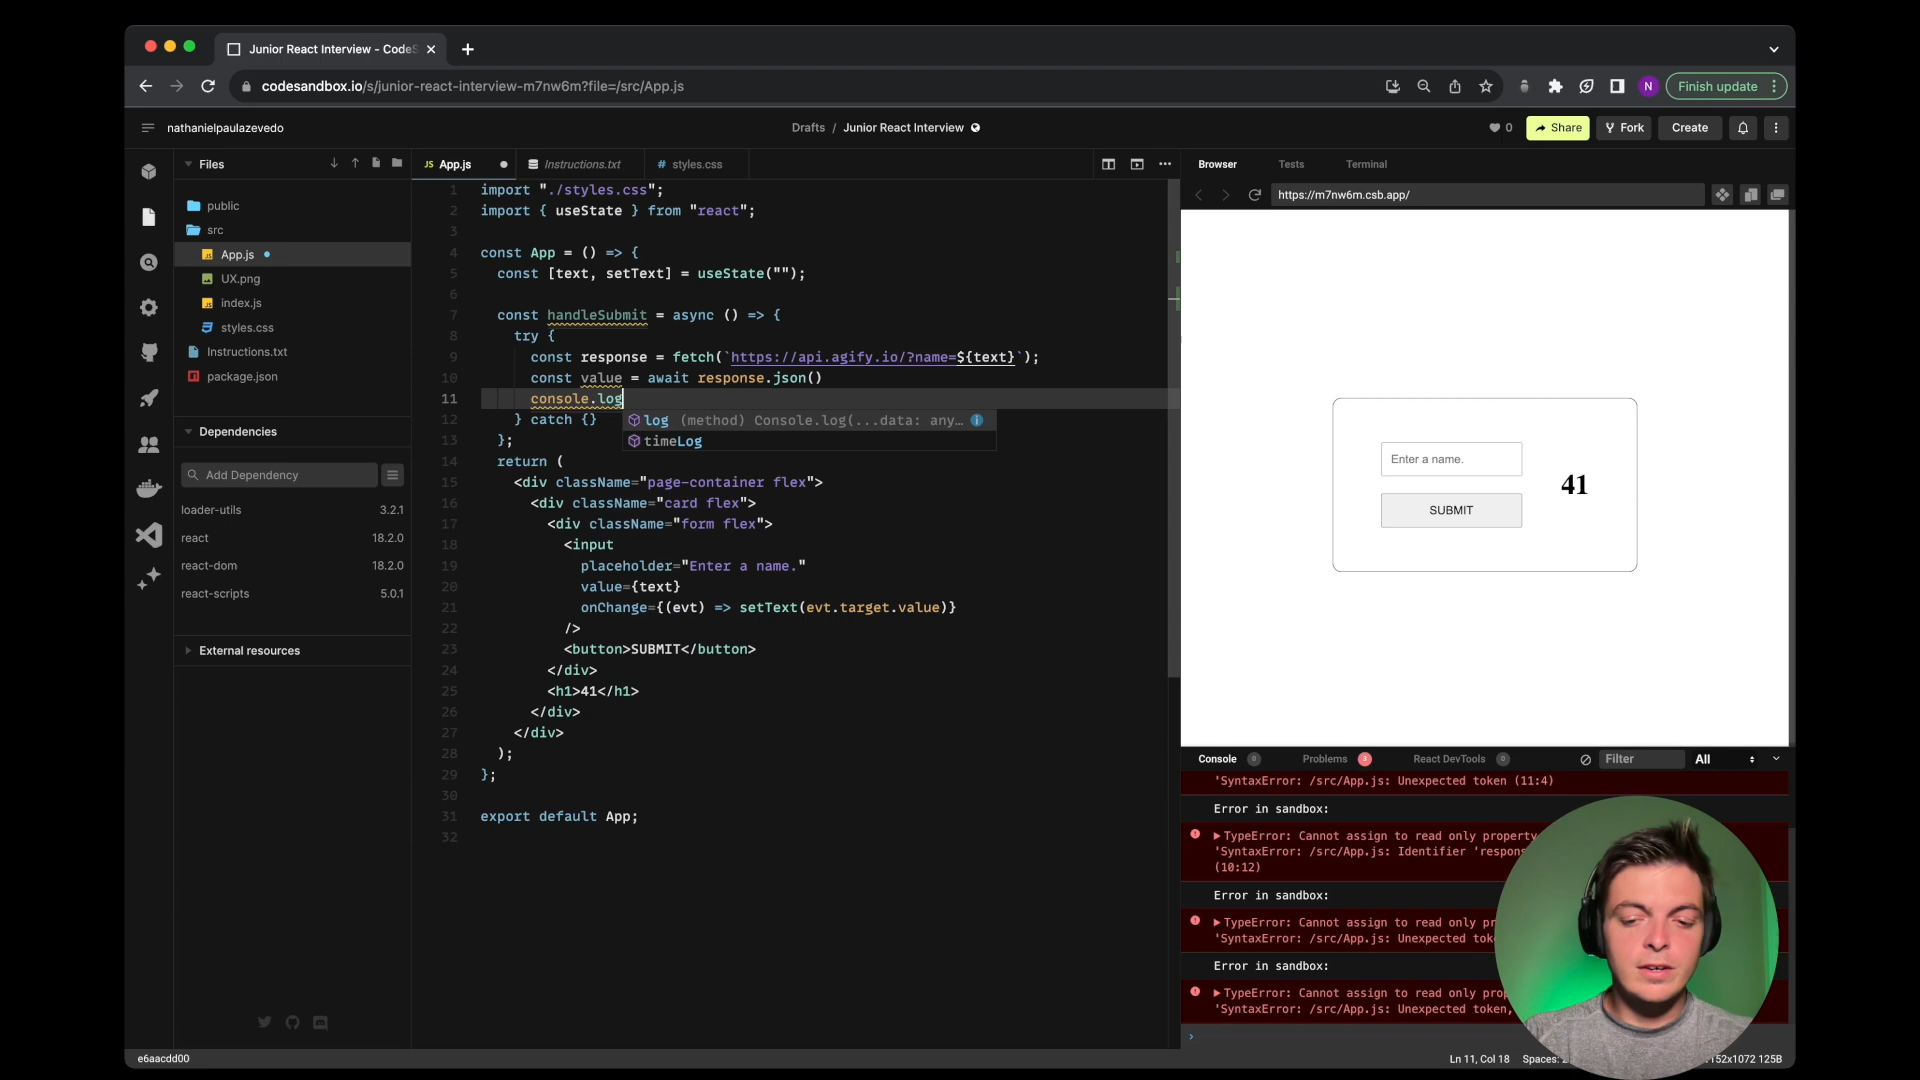 Junior React Interview - CodeS
codesandbox.io/s/junior-react-interview-m7nw6m?file=/src/App.js
N
Finish update
nathanielpaulazevedo
Drafts / Junior React Interview
0
Share
Fork
Create
Files
public
src
App.js
UX.png
index.js
styles.css
Instructions.txt
package.json
Dependencies
Add Dependency
loader-utils 3.2.1
react 18.2.0
react-dom 18.2.0
react-scripts 5.0.1
External resources
JS App.js
Instructions.txt
# styles.css
1 import "./styles.css";
2 import { useState } from "react";
3
4 const App = () => {
5 const [text, setText] = useState("");
6
7 const handleSubmit = async () => {
8 try {
9 const response = fetch(`https://api.agify.io/?name=${text}`);
10 const value = await response.json()
11 console.log
12 } catch {}
log (method) Console.log(...data: any…
timeLog
13 };
14 return (
15 <div className="page-container flex">
16 <div className="card flex">
17 <div className="form flex">
18 <input
19 placeholder="Enter a name."
20 value={text}
21 onChange={(evt) => setText(evt.target.value)}
22 />
23 <button>SUBMIT</button>
24 </div>
25 <h1>41</h1>
26 </div>
27 </div>
28 );
29 };
30
31 export default App;
32
Browser
Tests
Terminal
https://m7nw6m.csb.app/
Enter a name.
SUBMIT
41
Console 0
Problems 3
React DevTools 0
Filter
All
'SyntaxError: /src/App.js: Unexpected token (11:4)
Error in sandbox:
TypeError: Cannot assign to read only property
'SyntaxError: /src/App.js: Identifier 'respons
(10:12)
Error in sandbox:
TypeError: Cannot assign to read only pr
'SyntaxError: /src/App.js: Unexpected tok
Error in sandbox:
TypeError: Cannot assign to read only prop
'SyntaxError: /src/App.js: Unexpected token,
e6aacdd00
Ln 11, Col 18
Spaces:
152x1072 125B